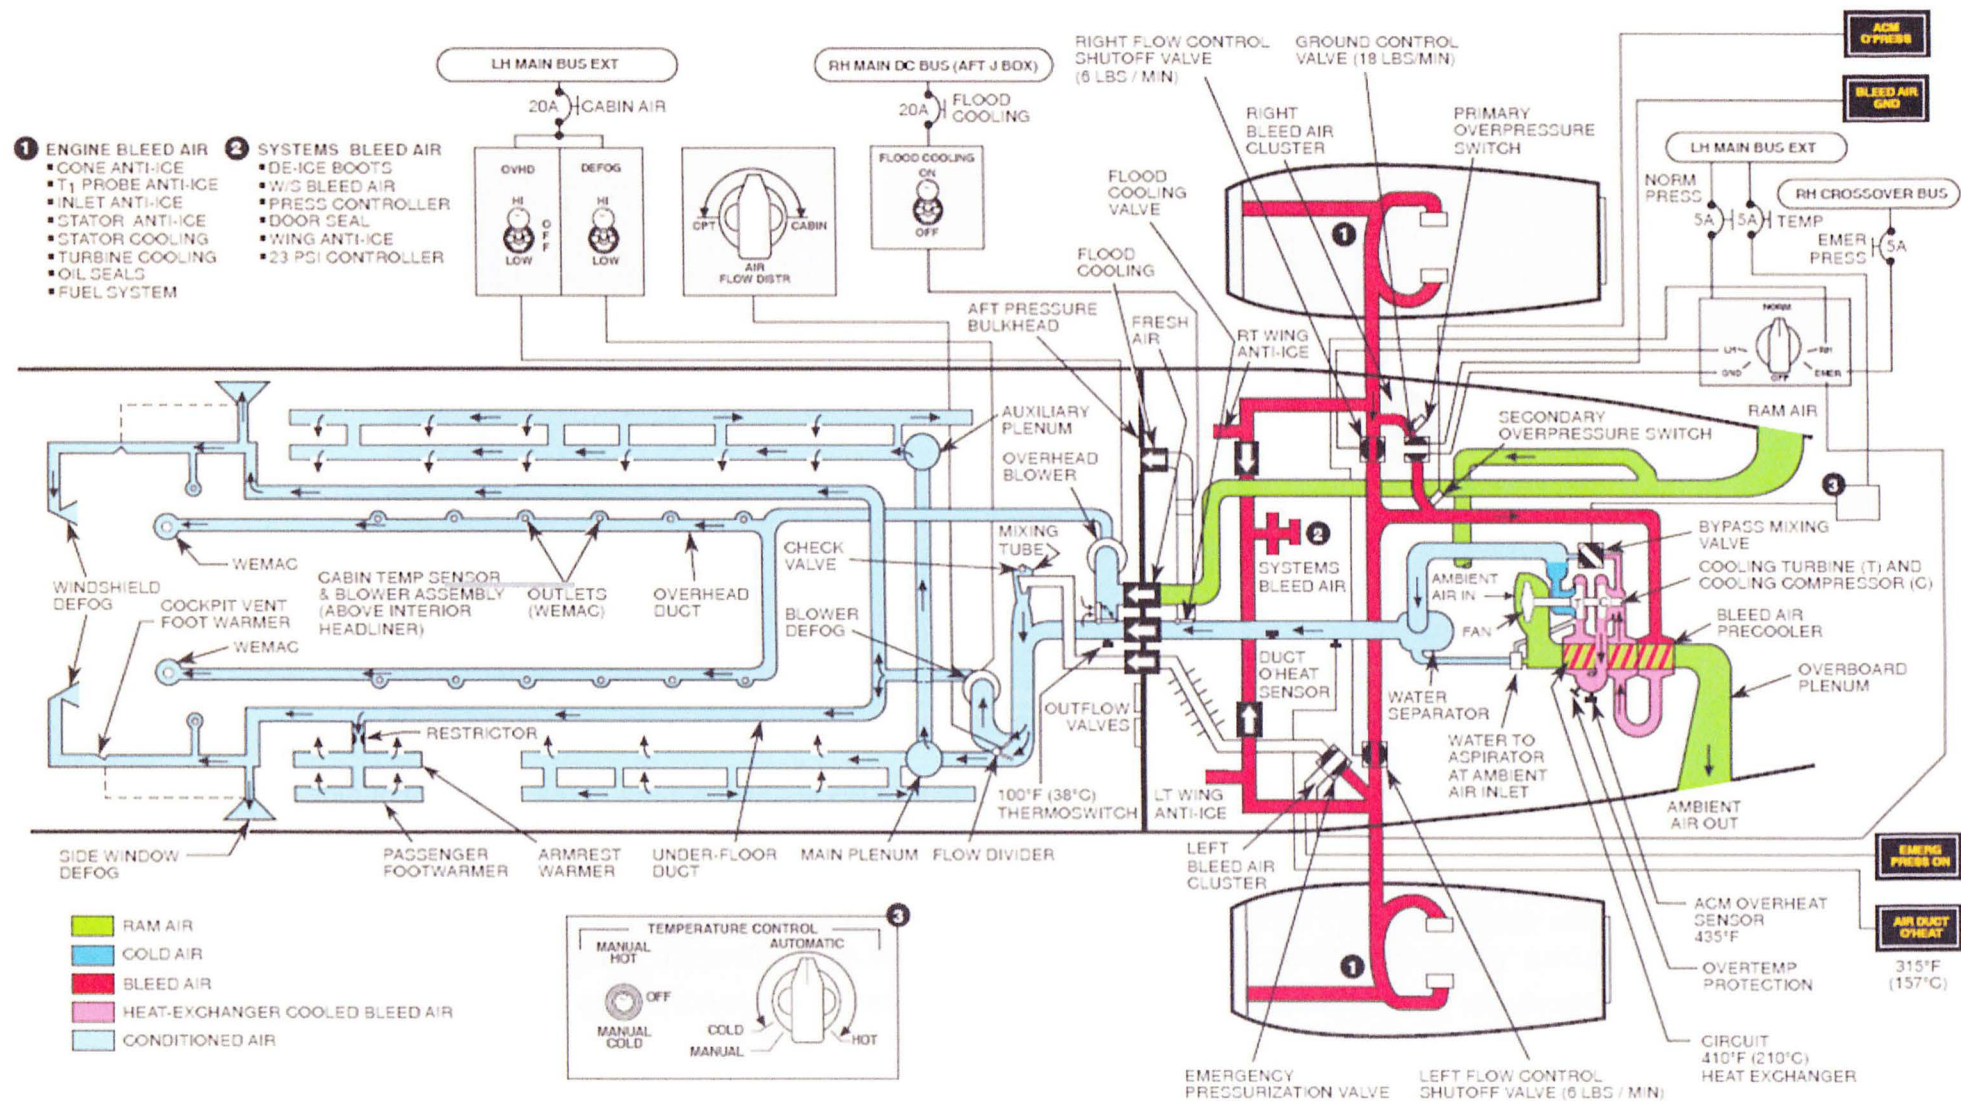 LH MAIN BUS EXT
20A
CABIN AIR
RH MAIN DC BUS (AFT J BOX)
20A
FLOOD
COOLING
RIGHT FLOW CONTROL
SHUTOFF VALVE
(6 LBS / MIN)
GROUND CONTROL
VALVE (18 LBS/MIN)
ACM
O'PRESS
BLEED AIR
GND
1 ENGINE BLEED AIR
▪ CONE ANTI-ICE
▪ T1 PROBE ANTI-ICE
▪ INLET ANTI-ICE
▪ STATOR ANTI-ICE
▪ STATOR COOLING
▪ TURBINE COOLING
▪ OIL SEALS
▪ FUEL SYSTEM
2 SYSTEMS BLEED AIR
▪ DE-ICE BOOTS
▪ W/S BLEED AIR
▪ PRESS CONTROLLER
▪ DOOR SEAL
▪ WING ANTI-ICE
▪ 23 PSI CONTROLLER
OVHD
HI
OFF
LOW
DEFOG
HI
LOW
OPT
CABIN
AIR
FLOW DISTR
FLOOD COOLING
ON
OFF
RIGHT
BLEED AIR
CLUSTER
PRIMARY
OVERPRESSURE
SWITCH
LH MAIN BUS EXT
NORM
PRESS
5A
5A
TEMP
RH CROSSOVER BUS
EMER
PRESS
5A
NORM
LH
RH
GND
OFF
EMER
FLOOD
COOLING
VALVE
FLOOD
COOLING
AFT PRESSURE
BULKHEAD
FRESH
AIR
RT WING
ANTI-ICE
1
AUXILIARY
PLENUM
OVERHEAD
BLOWER
SECONDARY
OVERPRESSURE SWITCH
RAM AIR
3
MIXING
TUBE
CHECK
VALVE
BLOWER
DEFOG
2
SYSTEMS
BLEED AIR
BYPASS MIXING
VALVE
COOLING TURBINE (T) AND
COOLING COMPRESSOR (C)
AMBIENT
AIR IN
FAN
T
C
BLEED AIR
PRECOOLER
OVERBOARD
PLENUM
WINDSHIELD
DEFOG
WEMAC
COCKPIT VENT
FOOT WARMER
WEMAC
CABIN TEMP SENSOR
& BLOWER ASSEMBLY
(ABOVE INTERIOR
HEADLINER)
OUTLETS
(WEMAC)
OVERHEAD
DUCT
DUCT
O'HEAT
SENSOR
WATER
SEPARATOR
OUTFLOW
VALVES
RESTRICTOR
WATER TO
ASPIRATOR
AT AMBIENT
AIR INLET
100°F (38°C)
THERMOSWITCH
LT WING
ANTI-ICE
AMBIENT
AIR OUT
SIDE WINDOW
DEFOG
PASSENGER
FOOTWARMER
ARMREST
WARMER
UNDER-FLOOR
DUCT
MAIN PLENUM
FLOW DIVIDER
LEFT
BLEED AIR
CLUSTER
EMERG
PRESS ON
AIR DUCT
O'HEAT
315°F
(157°C)
ACM OVERHEAT
SENSOR
435°F
OVERTEMP
PROTECTION
CIRCUIT
410°F (210°C)
HEAT EXCHANGER
RAM AIR
COLD AIR
BLEED AIR
HEAT-EXCHANGER COOLED BLEED AIR
CONDITIONED AIR
3
TEMPERATURE CONTROL
MANUAL
HOT
OFF
MANUAL
COLD
AUTOMATIC
COLD
MANUAL
HOT
1
EMERGENCY
PRESSURIZATION VALVE
LEFT FLOW CONTROL
SHUTOFF VALVE (6 LBS / MIN)